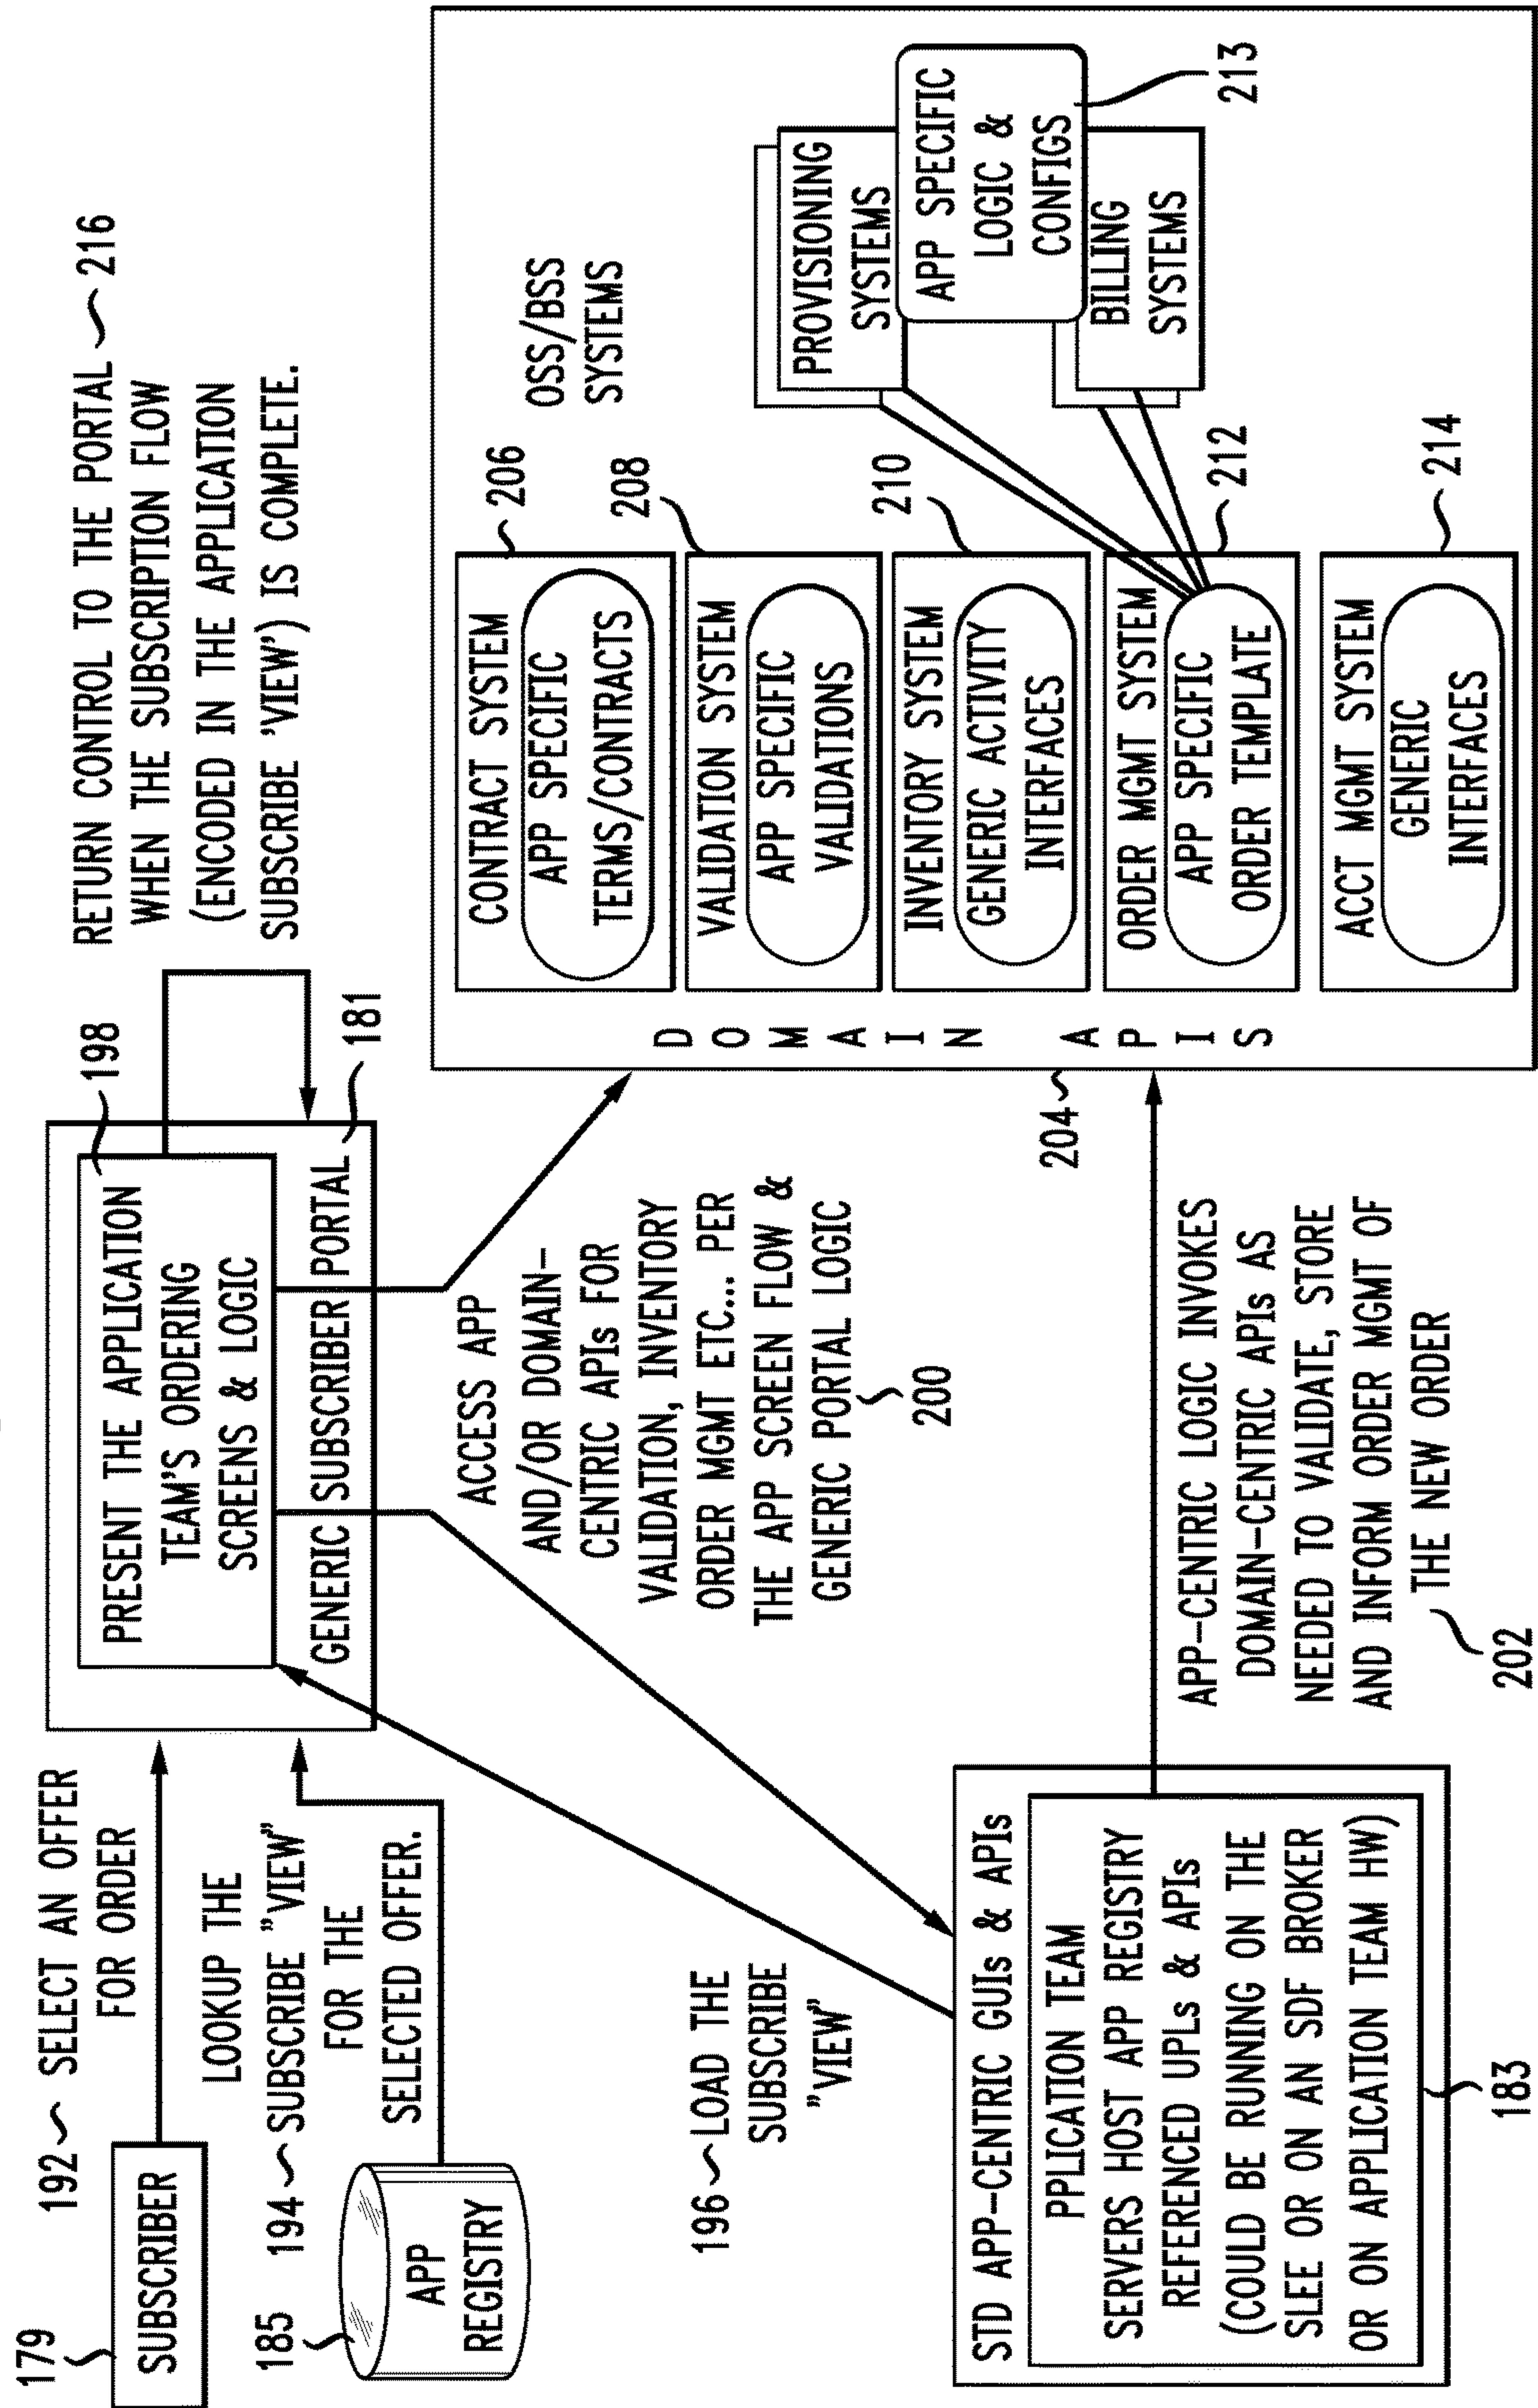 179
SUBSCRIBER
192
SELECT AN OFFER
FOR ORDER
LOOKUP THE
194
SUBSCRIBE "VIEW"
FOR THE
SELECTED OFFER.
185
APP
REGISTRY
PRESENT THE APPLICATION
TEAM'S ORDERING
SCREENS & LOGIC
GENERIC SUBSCRIBER PORTAL
198
181
RETURN CONTROL TO THE PORTAL
216
WHEN THE SUBSCRIPTION FLOW
(ENCODED IN THE APPLICATION
SUBSCRIBE 'VIEW') IS COMPLETE.
196
LOAD THE
SUBSCRIBE
"VIEW"
ACCESS APP
AND/OR DOMAIN-
CENTRIC APIs FOR
VALIDATION, INVENTORY
ORDER MGMT ETC... PER
THE APP SCREEN FLOW &
GENERIC PORTAL LOGIC
200
STD APP-CENTRIC GUIs & APIs
PPLICATION TEAM
SERVERS HOST APP REGISTRY
REFERENCED UPLs & APIs
(COULD BE RUNNING ON THE
SLEE OR ON AN SDF BROKER
OR ON APPLICATION TEAM HW)
183
APP-CENTRIC LOGIC INVOKES
DOMAIN-CENTRIC APIs AS
NEEDED TO VALIDATE, STORE
AND INFORM ORDER MGMT OF
THE NEW ORDER
202
204
DOMAIN APIS
CONTRACT SYSTEM
APP SPECIFIC
TERMS/CONTRACTS
206
VALIDATION SYSTEM
APP SPECIFIC
VALIDATIONS
208
INVENTORY SYSTEM
GENERIC ACTIVITY
INTERFACES
210
ORDER MGMT SYSTEM
APP SPECIFIC
ORDER TEMPLATE
212
ACCT MGMT SYSTEM
GENERIC
INTERFACES
214
OSS/BSS
SYSTEMS
PROVISIONING
SYSTEMS
APP SPECIFIC
LOGIC &
CONFIGS
BILLING
SYSTEMS
213